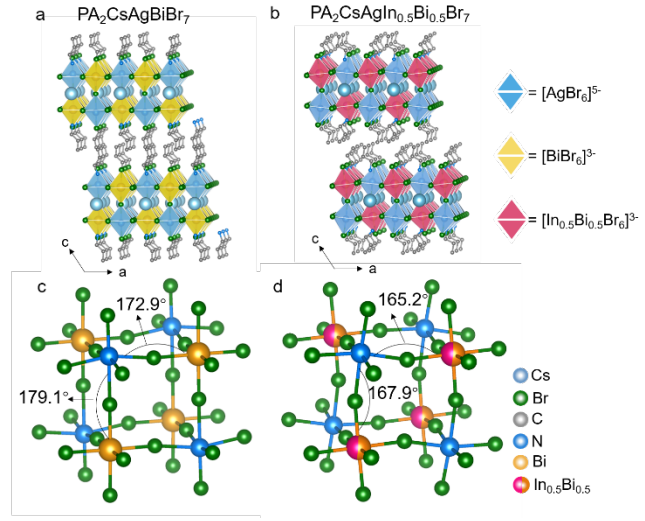 PA₂CsAgBiBr₇
PA₂CsAgIn₀.₅Bi₀.₅Br₇
a
b
= [AgBr₆]⁵⁻
= [BiBr₆]³⁻
= [In₀.₅Bi₀.₅Br₆]³⁻
c
a
c
a
c
d
172.9°
165.2°
179.1°
167.9°
Cs
Br
C
N
Bi
In₀.₅Bi₀.₅